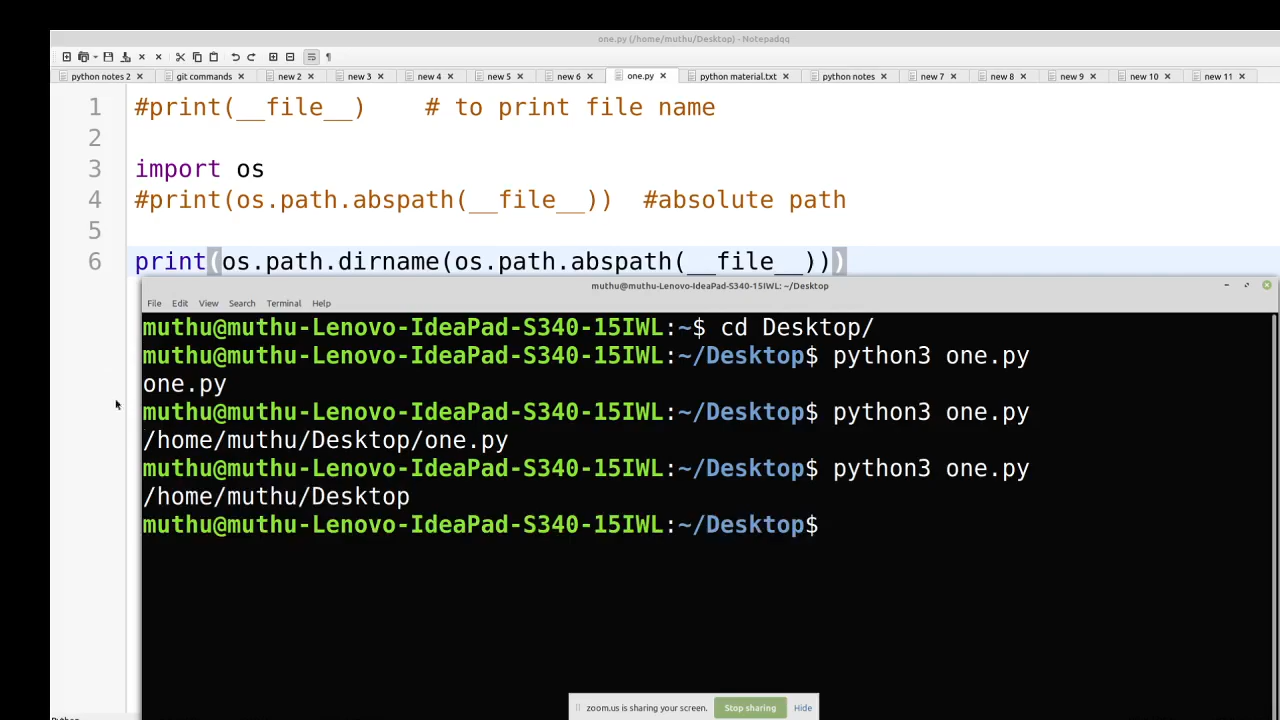 one.py (/home/muthu/Desktop) - Notepadqq
python notes 2 git commands new 2 new 3 new 4 new 5 new 6 one.py python material.txt python notes new 7 new 8 new 9 new 10 new 11
1 #print(__file__)    # to print file name
2
3 import os
4 #print(os.path.abspath(__file__))  #absolute path
5
6 print(os.path.dirname(os.path.abspath(__file__)))
muthu@muthu-Lenovo-IdeaPad-S340-15IWL: ~/Desktop
File Edit View Search Terminal Help
muthu@muthu-Lenovo-IdeaPad-S340-15IWL:~$ cd Desktop/
muthu@muthu-Lenovo-IdeaPad-S340-15IWL:~/Desktop$ python3 one.py
one.py
muthu@muthu-Lenovo-IdeaPad-S340-15IWL:~/Desktop$ python3 one.py
/home/muthu/Desktop/one.py
muthu@muthu-Lenovo-IdeaPad-S340-15IWL:~/Desktop$ python3 one.py
/home/muthu/Desktop
muthu@muthu-Lenovo-IdeaPad-S340-15IWL:~/Desktop$
zoom.us is sharing your screen. Stop sharing Hide